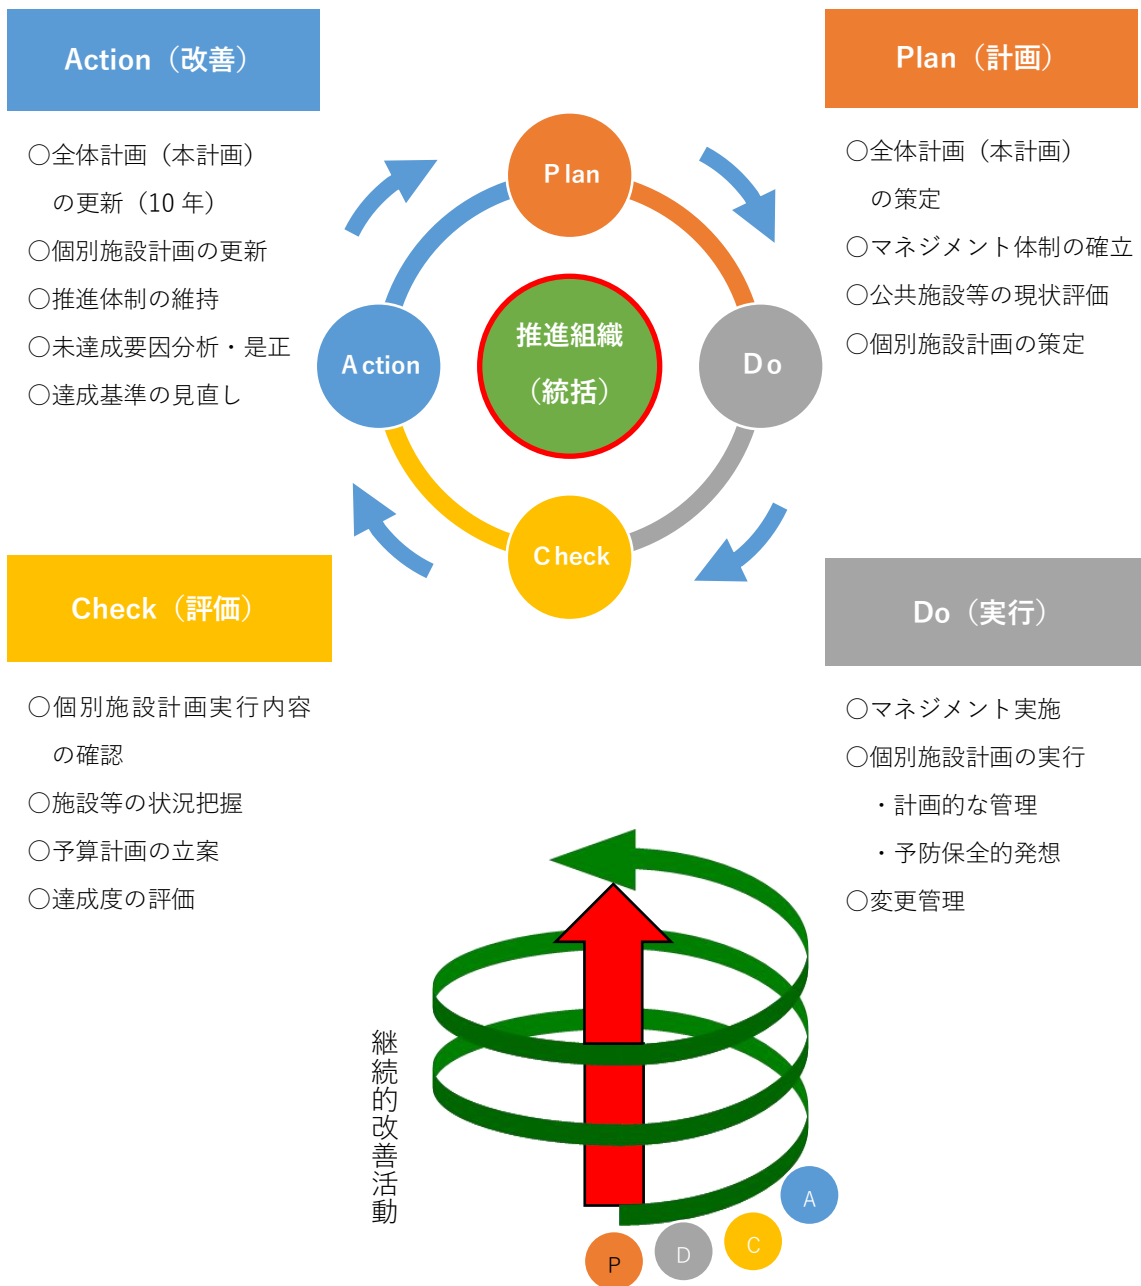 Action（改善）
○全体計画（本計画）
の更新（10 年）
○個別施設計画の更新
○推進体制の維持
○未達成要因分析・是正
○達成基準の見直し
Plan（計画）
○全体計画（本計画）
の策定
○マネジメント体制の確立
○公共施設等の現状評価
○個別施設計画の策定
Plan
Action
推進組織
（統括）
Do
Check
Check（評価）
○個別施設計画実行内容
の確認
○施設等の状況把握
○予算計画の立案
○達成度の評価
Do（実行）
○マネジメント実施
○個別施設計画の実行
・計画的な管理
・予防保全的発想
○変更管理
継続的改善活動
P
D
C
A